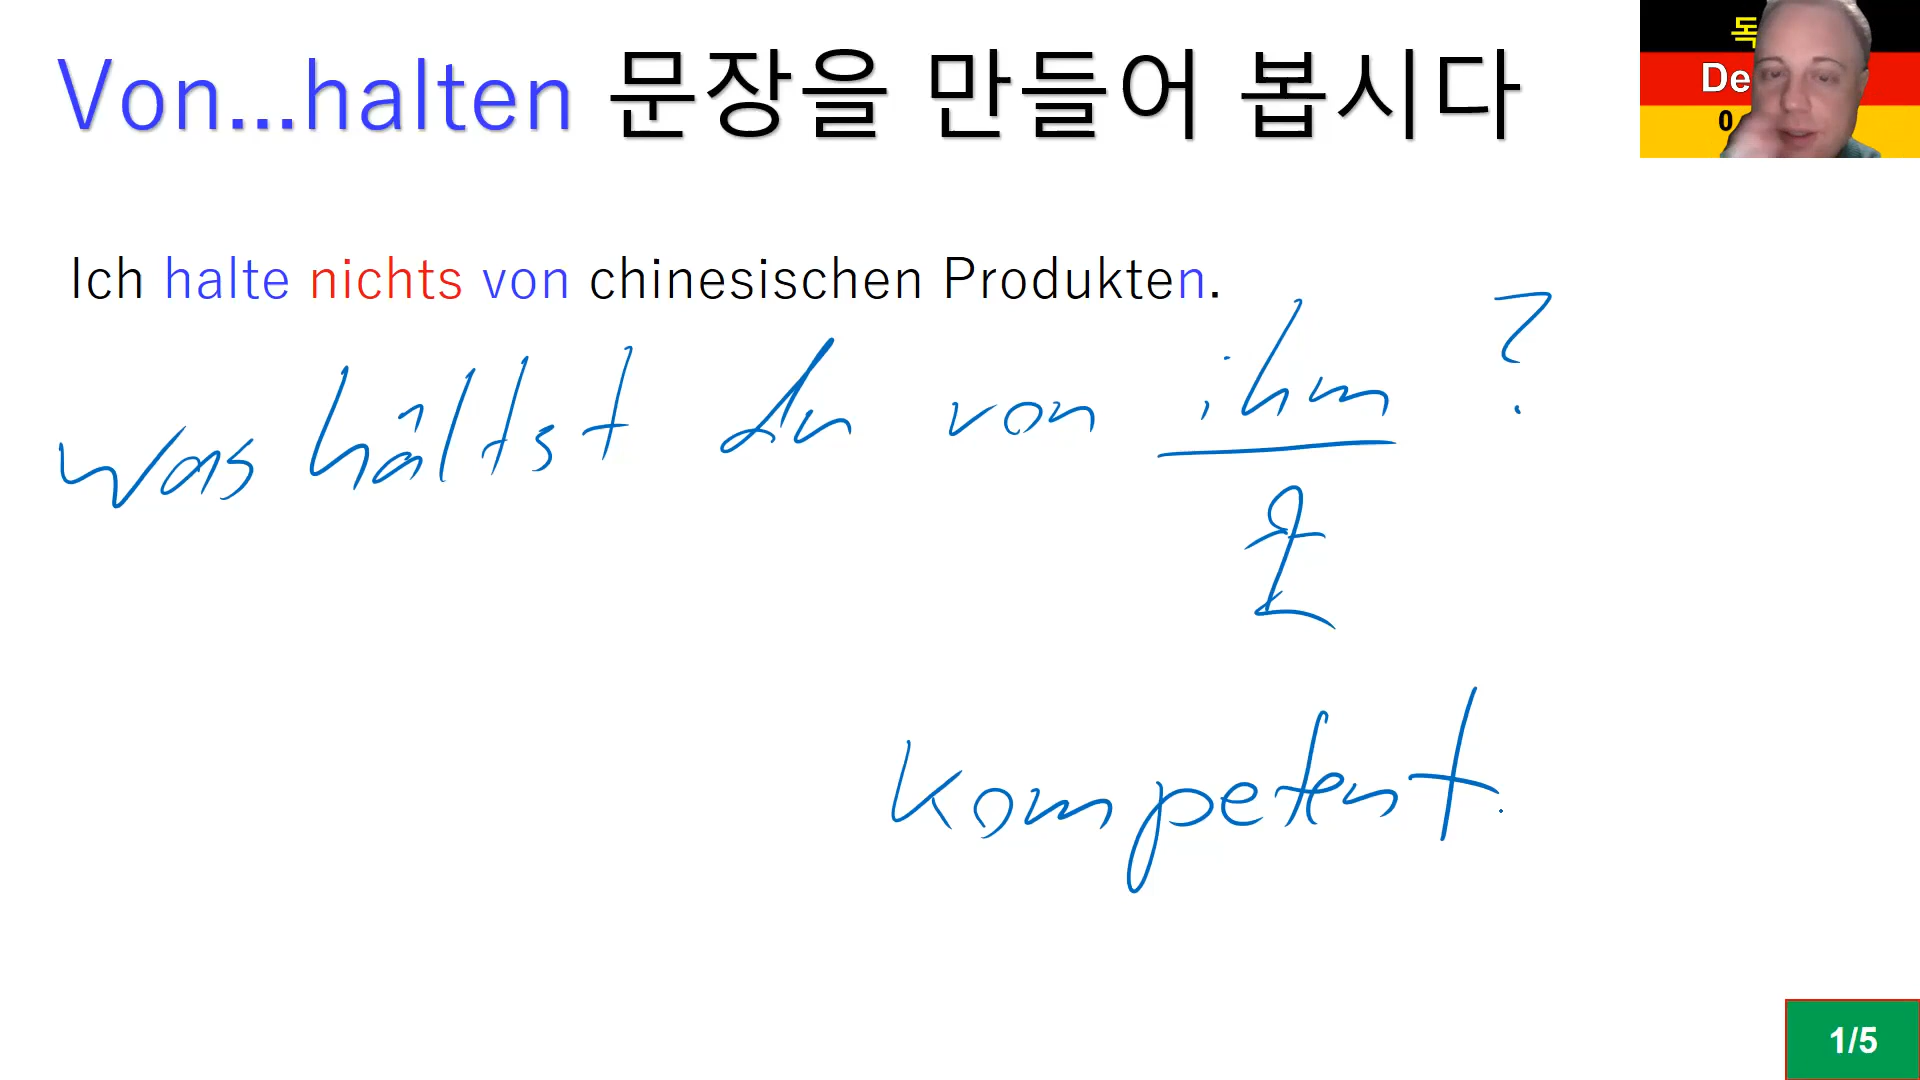 Von...halten 문장을 만들어 봅시다
독
De
0
Ich halte nichts von chinesischen Produkten.
was hältst du von ihm ?
kompetent.
1/5